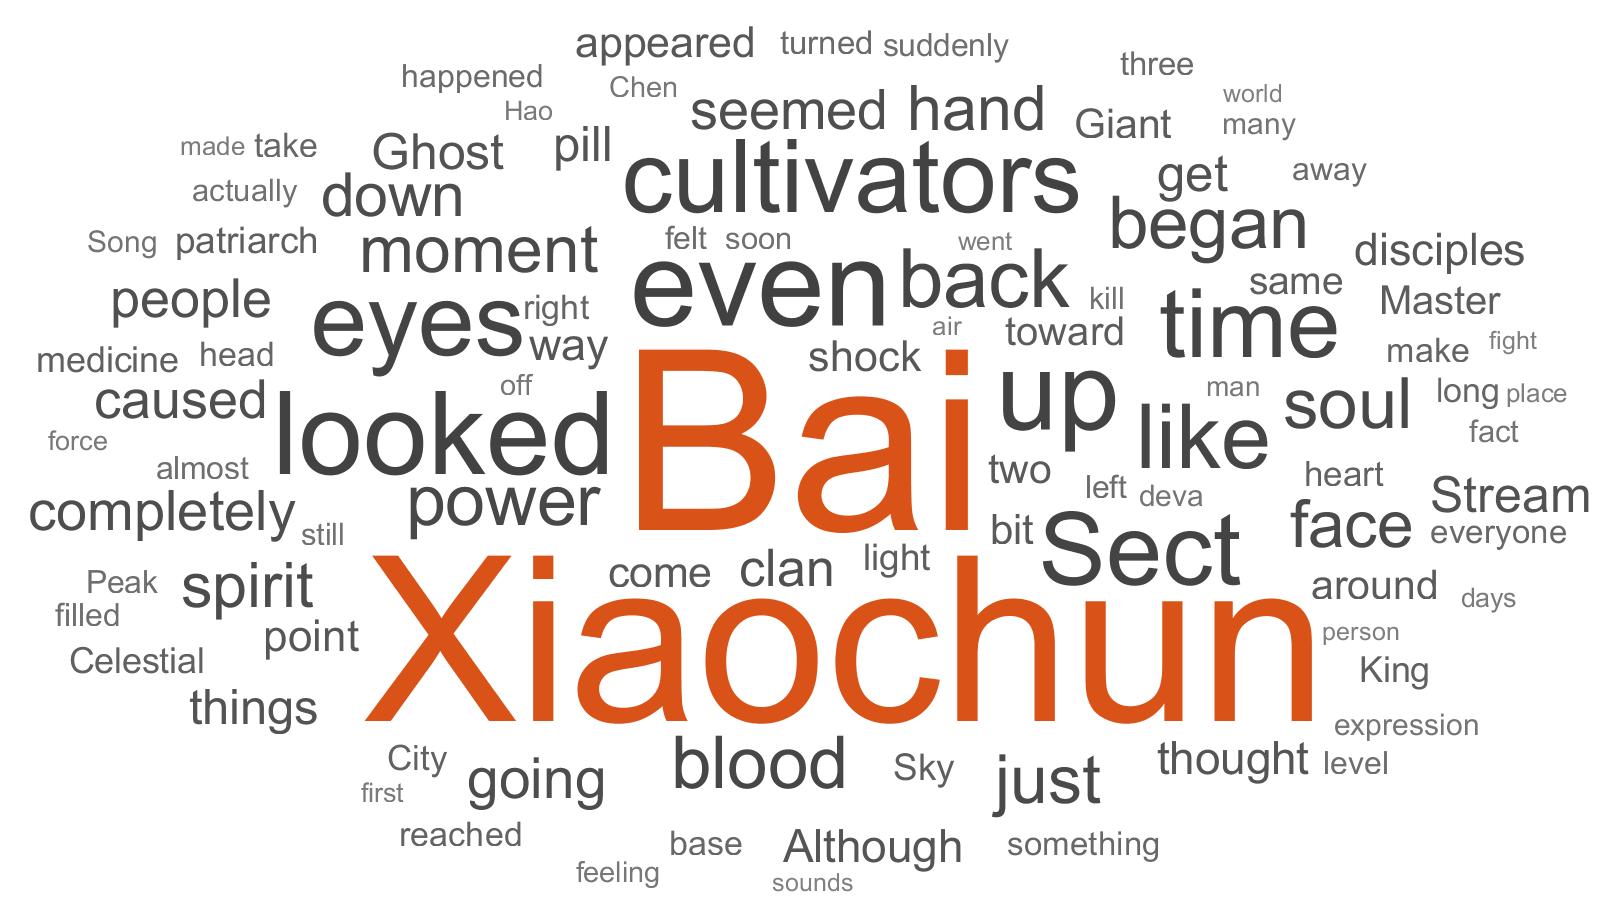 appeared turned suddenly
happened three
Chen world
Hao seemed hand Giant many
made take Ghost pill cultivators get away
actually down began
Song patriarch moment felt soon went disciples
people eyes right even back kill same Master
way air toward time make fight
medicine head shock
caused off Bai up man long place
force looked like soul fact
almost two heart
completely power left deva Stream
still bit Sect face everyone
Peak spirit come clan light around days
filled
point Xiaochun person
Celestial King
things expression
City going blood Sky just thought level
first
reached base Although something
feeling sounds